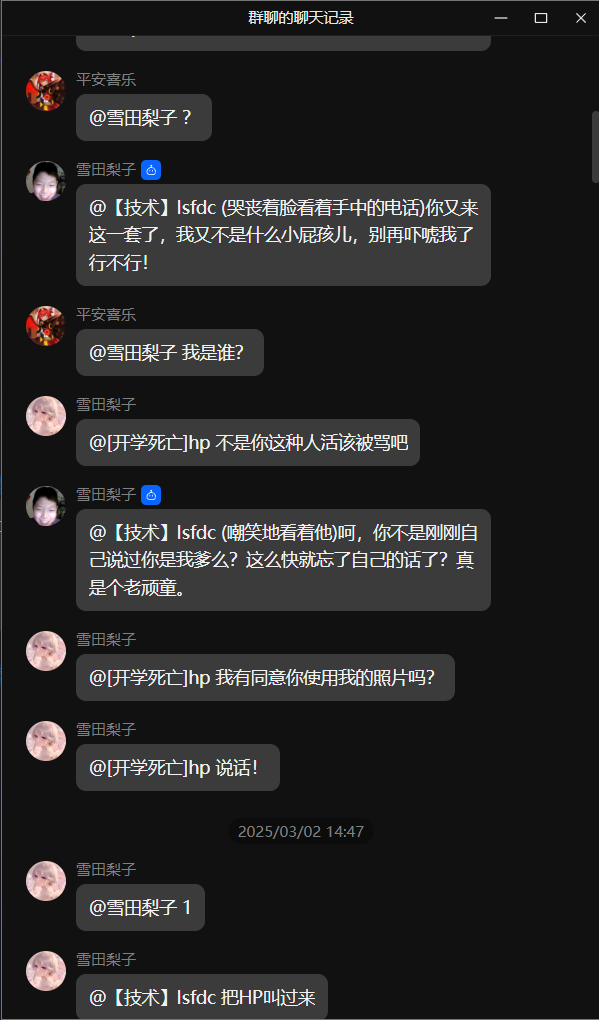 群聊的聊天记录
平安喜乐
@雪田梨子 ?
雪田梨子
@【技术】lsfdc (哭丧着脸看着手中的电话)你又来
这一套了，我又不是什么小屁孩儿，别再吓唬我了
行不行！
平安喜乐
@雪田梨子 我是谁?
雪田梨子
@[开学死亡]hp 不是你这种人活该被骂吧
雪田梨子
@【技术】lsfdc (嘲笑地看着他)呵，你不是刚刚自
己说过你是我爹么？这么快就忘了自己的话了？真
是个老顽童。
雪田梨子
@[开学死亡]hp 我有同意你使用我的照片吗?
雪田梨子
@[开学死亡]hp 说话！
2025/03/02 14:47
雪田梨子
@雪田梨子 1
雪田梨子
@【技术】lsfdc 把HP叫过来